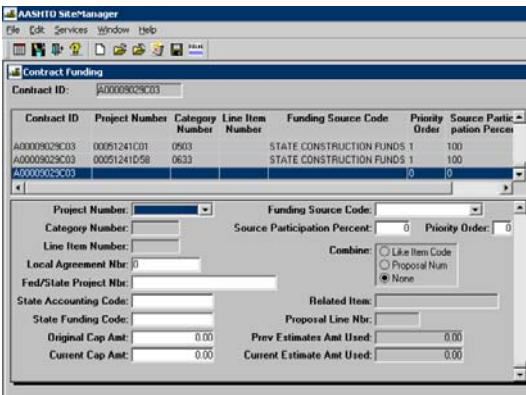 AASHTO SiteManager
File Edit Services Window Help
Contract Funding
Contract ID: A00009029C03
Contract ID Project Number Category Number Line Item Number Funding Source Code Priority Order Source Partic pation Percer
A00009029C03 00051241C01 0503 STATE CONSTRUCTION FUNDS 1 100
A00009029C03 00051241D58 0633 STATE CONSTRUCTION FUNDS 1 100
A00009029C03 0 0
Project Number: Funding Source Code:
Category Number: Source Participation Percent: 0 Priority Order: 0
Line Item Number: Combine: Like Item Code
Local Agreement Nbr: 0 Proposal Num
Fed/State Project Nbr: None
State Accounting Code: Related Item:
State Funding Code: Proposal Line Nbr:
Original Cap Amt: 0.00 Prev Estimates Amt Used: 0.00
Current Cap Amt: 0.00 Current Estimate Amt Used: 0.00